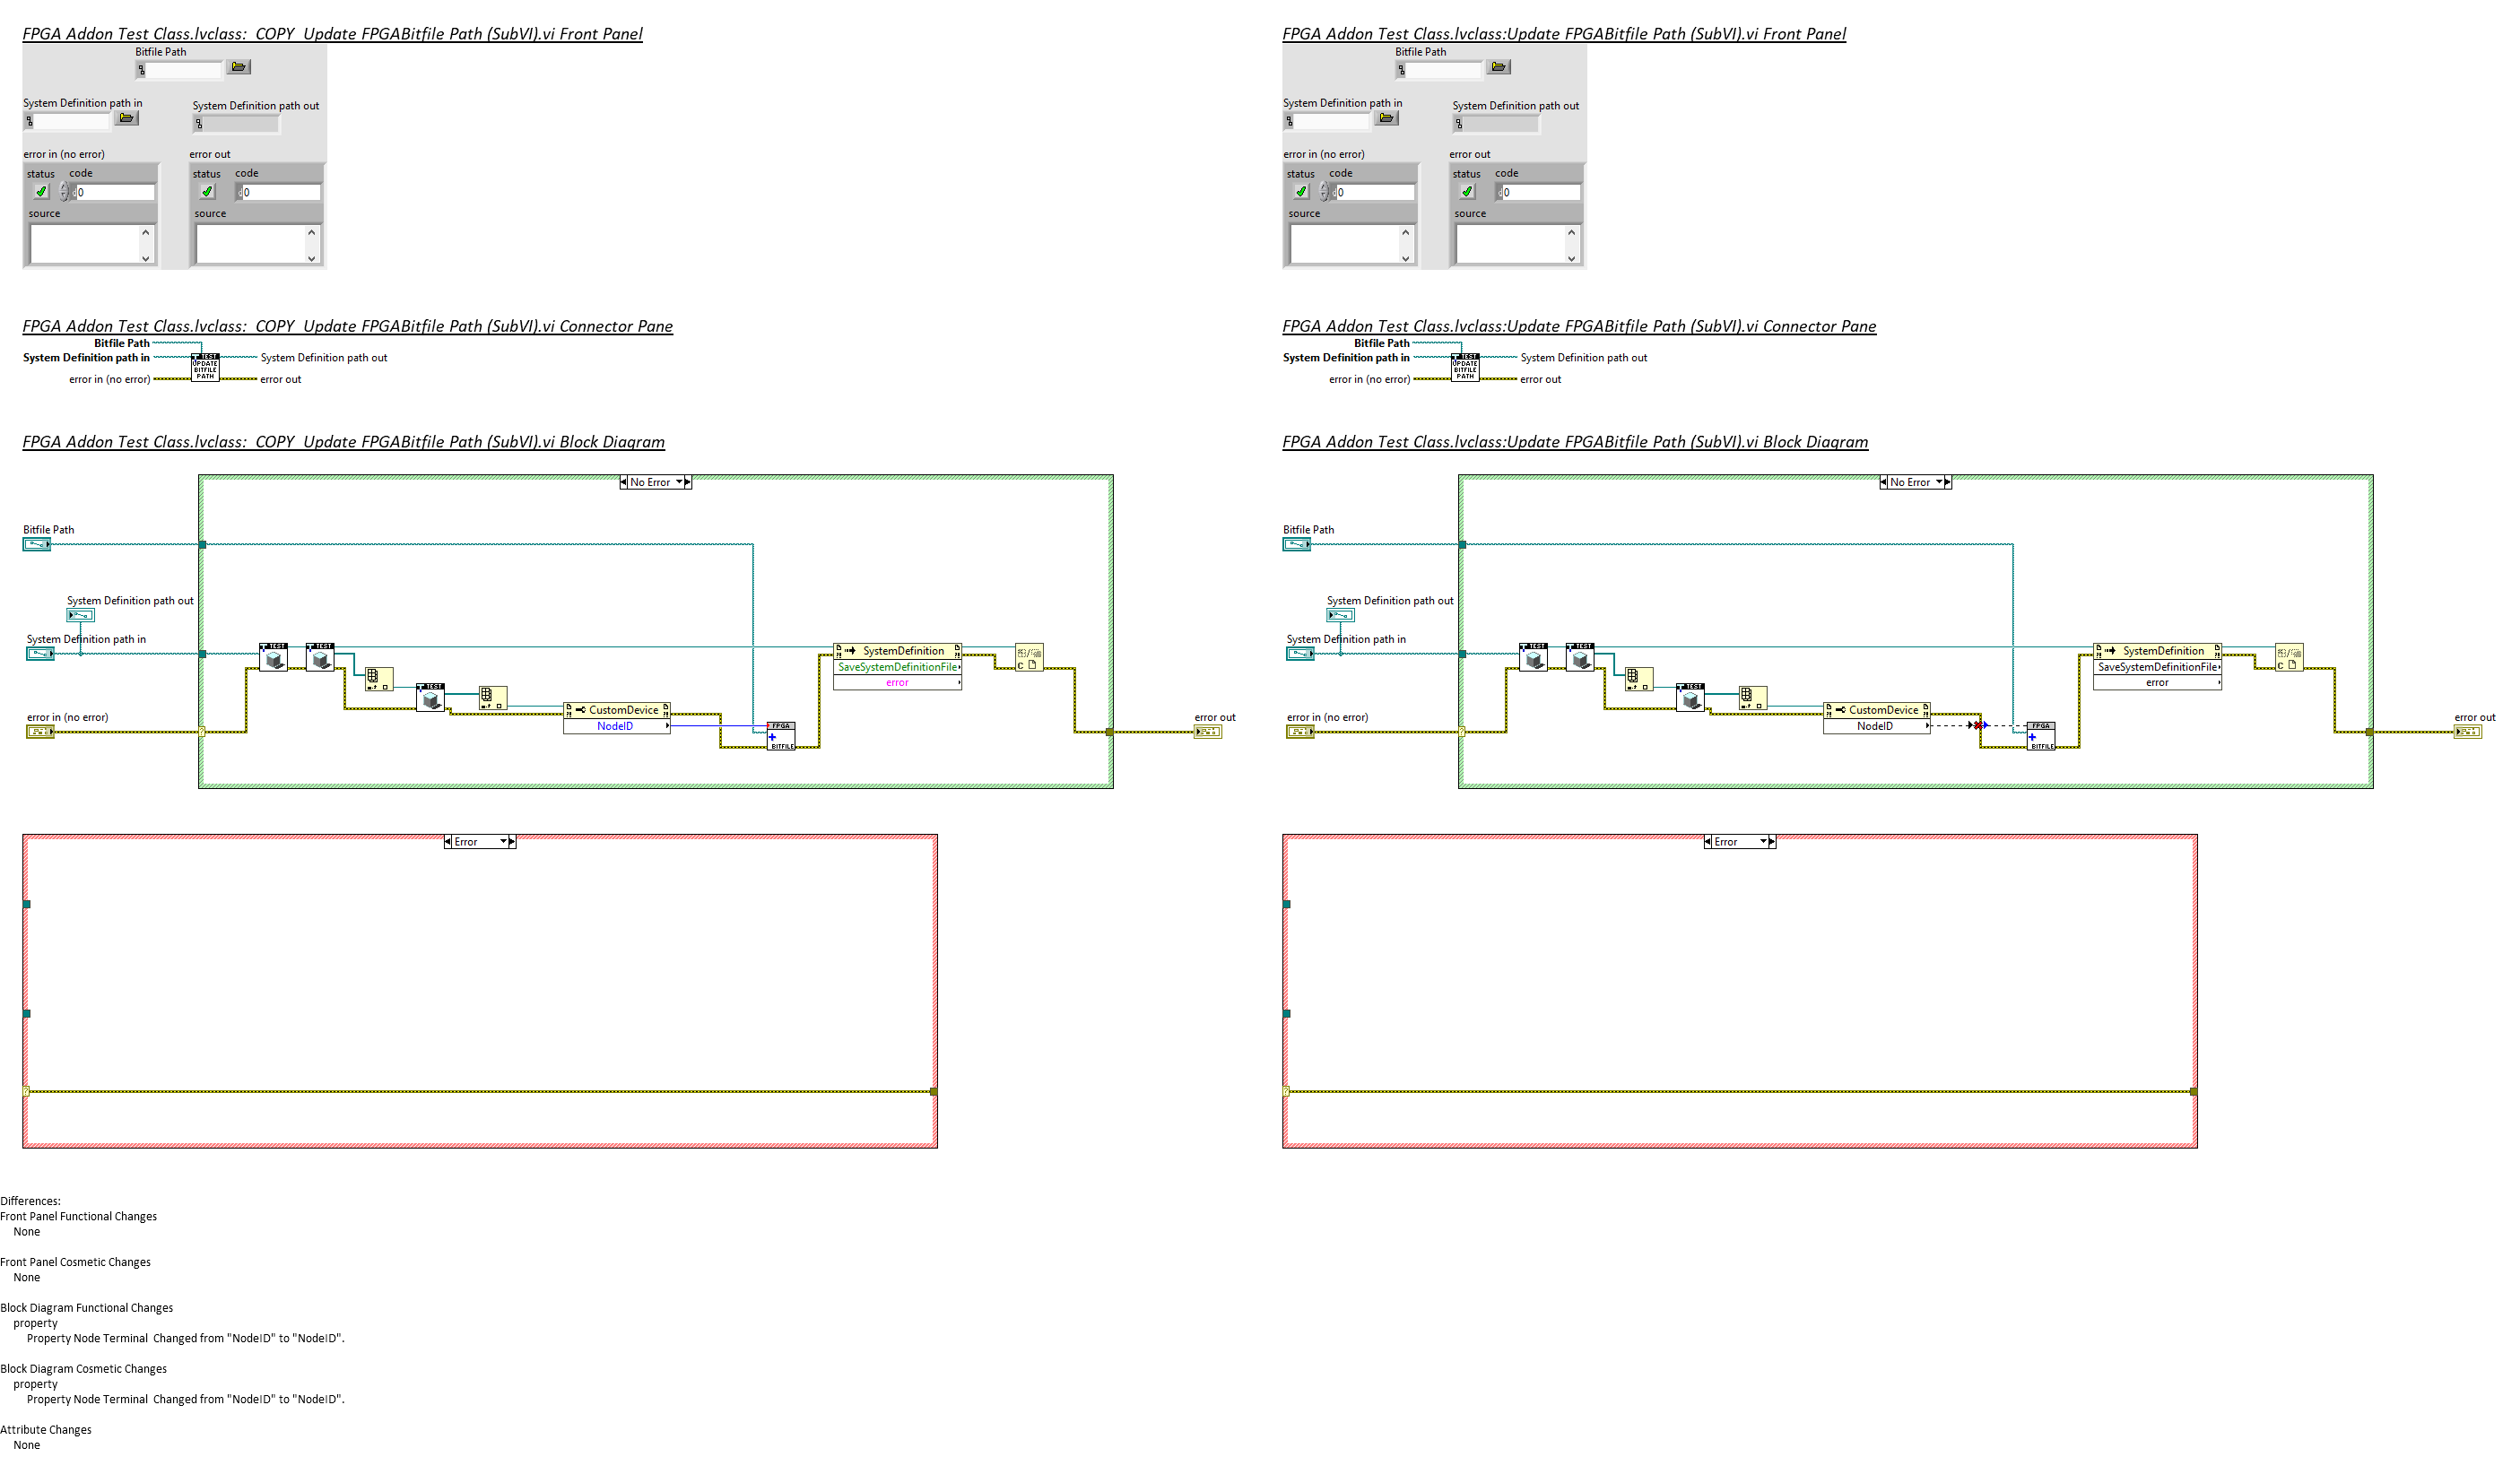 FPGA Addon Test Class.lvclass:  COPY  Update FPGABitfile Path (SubVI).vi Front Panel
Bitfile Path
System Definition path in
System Definition path out
error in (no error)
error out
status code
0
status code
0
source
source
FPGA Addon Test Class.lvclass:  COPY  Update FPGABitfile Path (SubVI).vi Connector Pane
Bitfile Path
System Definition path in
System Definition path out
error in (no error)
error out
TEST
UPDATE
BITFILE
PATH
FPGA Addon Test Class.lvclass:  COPY  Update FPGABitfile Path (SubVI).vi Block Diagram
No Error
Bitfile Path
System Definition path out
System Definition path in
TEST
TEST
SystemDefinition
SaveSystemDefinitionFile
error
TEST
CustomDevice
NodeID
FPGA
BITFILE
error in (no error)
error out
Error
FPGA Addon Test Class.lvclass:Update FPGABitfile Path (SubVI).vi Front Panel
Bitfile Path
System Definition path in
System Definition path out
error in (no error)
error out
status code
0
status code
0
source
source
FPGA Addon Test Class.lvclass:Update FPGABitfile Path (SubVI).vi Connector Pane
Bitfile Path
System Definition path in
System Definition path out
error in (no error)
error out
TEST
UPDATE
BITFILE
PATH
FPGA Addon Test Class.lvclass:Update FPGABitfile Path (SubVI).vi Block Diagram
No Error
Bitfile Path
System Definition path out
System Definition path in
TEST
TEST
SystemDefinition
SaveSystemDefinitionFile
error
TEST
CustomDevice
NodeID
FPGA
BITFILE
error in (no error)
error out
Error
Differences:
Front Panel Functional Changes
None
Front Panel Cosmetic Changes
None
Block Diagram Functional Changes
property
Property Node Terminal  Changed from "NodeID" to "NodeID".
Block Diagram Cosmetic Changes
property
Property Node Terminal  Changed from "NodeID" to "NodeID".
Attribute Changes
None